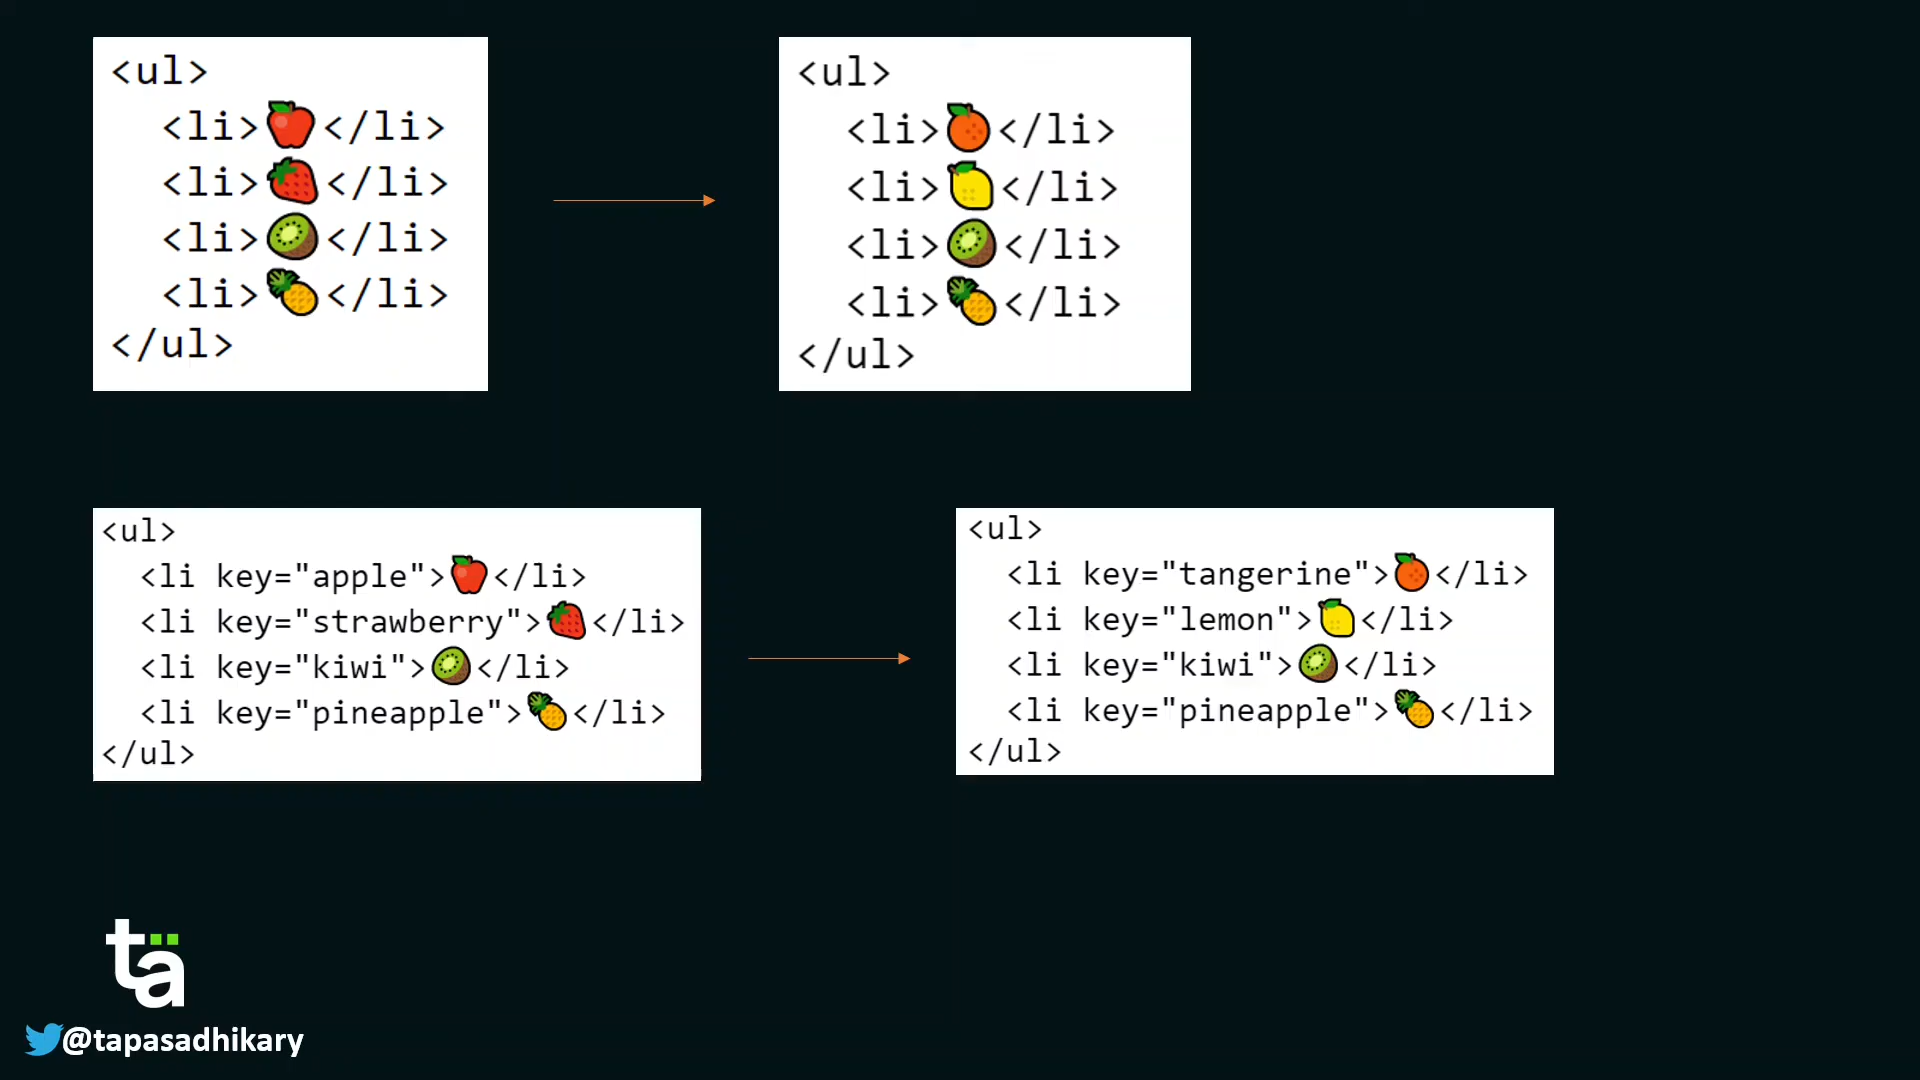 <ul>
<li>🍎</li>
<li>🍓</li>
<li>🥝</li>
<li>🍍</li>
</ul>
<ul>
<li>🍊</li>
<li>🍋</li>
<li>🥝</li>
<li>🍍</li>
</ul>
<ul>
<li key="apple">🍎</li>
<li key="strawberry">🍓</li>
<li key="kiwi">🥝</li>
<li key="pineapple">🍍</li>
</ul>
<ul>
<li key="tangerine">🍊</li>
<li key="lemon">🍋</li>
<li key="kiwi">🥝</li>
<li key="pineapple">🍍</li>
</ul>
tä
@tapasadhikary